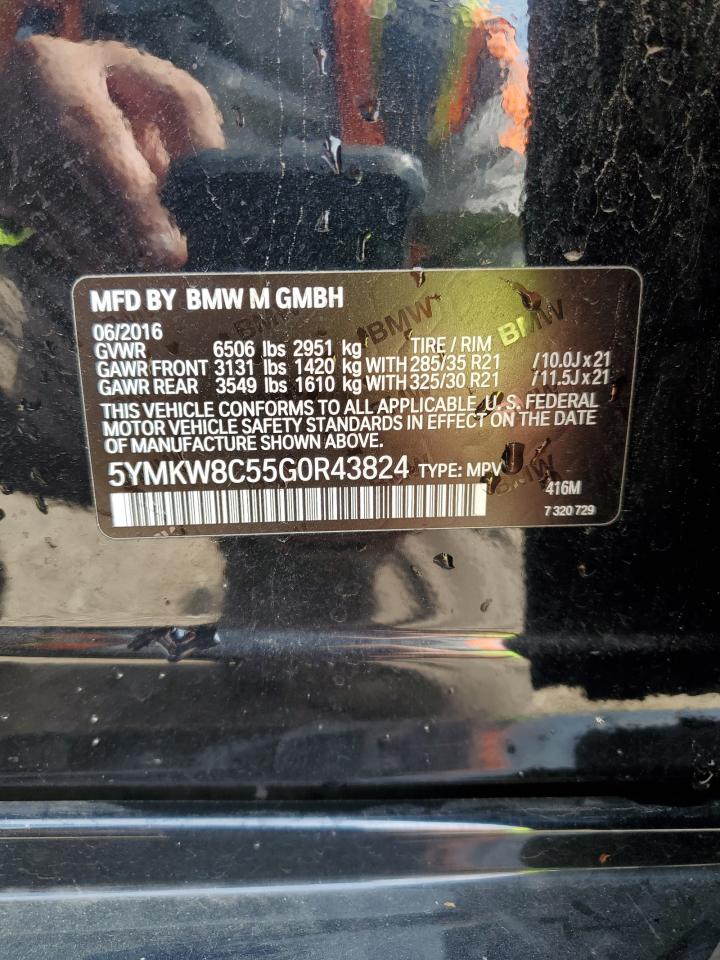 MFD BY BMW M GMBH
06/2016
GVWR 6506 lbs 2951 kg TIRE / RIM
GAWR FRONT 3131 lbs 1420 kg WITH 285/35 R21 / 10.0J x 21
GAWR REAR 3549 lbs 1610 kg WITH 325/30 R21 / 11.5J x 21
THIS VEHICLE CONFORMS TO ALL APPLICABLE U.S. FEDERAL
MOTOR VEHICLE SAFETY STANDARDS IN EFFECT ON THE DATE
OF MANUFACTURE SHOWN ABOVE.
5YMKW8C55G0R43824 TYPE: MPV
416M
7 320 729
BMW
BMW
BMW